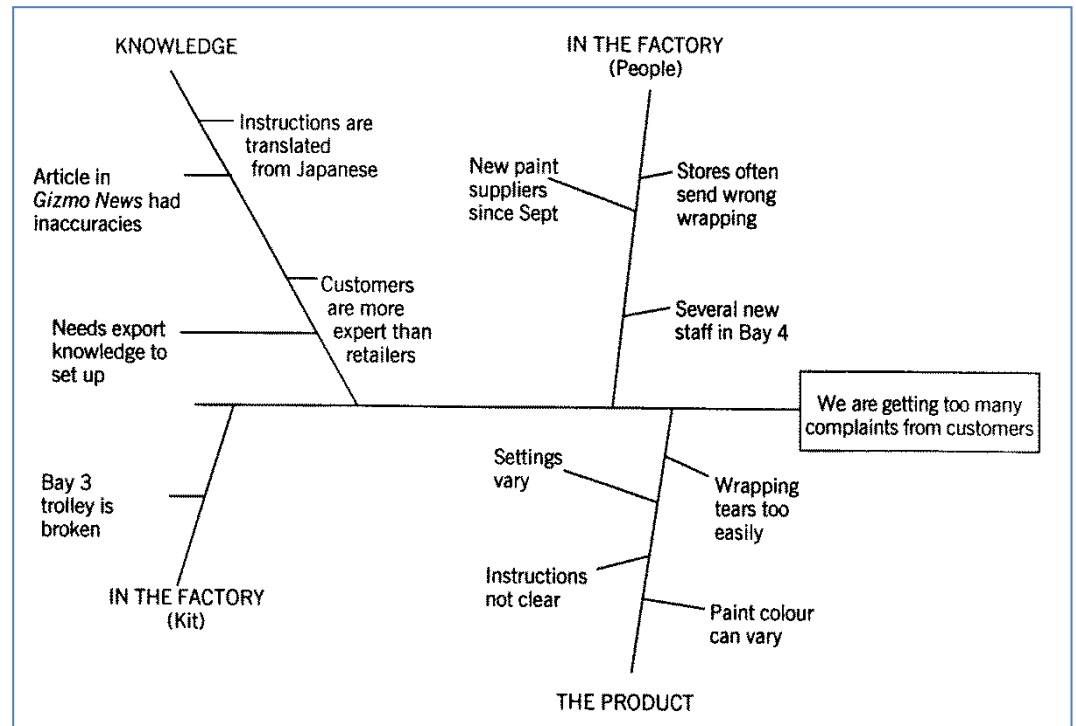 KNOWLEDGE
Instructions are
translated
from Japanese
Article in
Gizmo News had
inaccuracies
Customers
are more
expert than
retailers
Needs export
knowledge to
set up
IN THE FACTORY
(People)
New paint
suppliers
since Sept
Stores often
send wrong
wrapping
Several new
staff in Bay 4
We are getting too many
complaints from customers
Bay 3
trolley is
broken
IN THE FACTORY
(Kit)
Settings
vary
Wrapping
tears too
easily
Instructions
not clear
Paint colour
can vary
THE PRODUCT